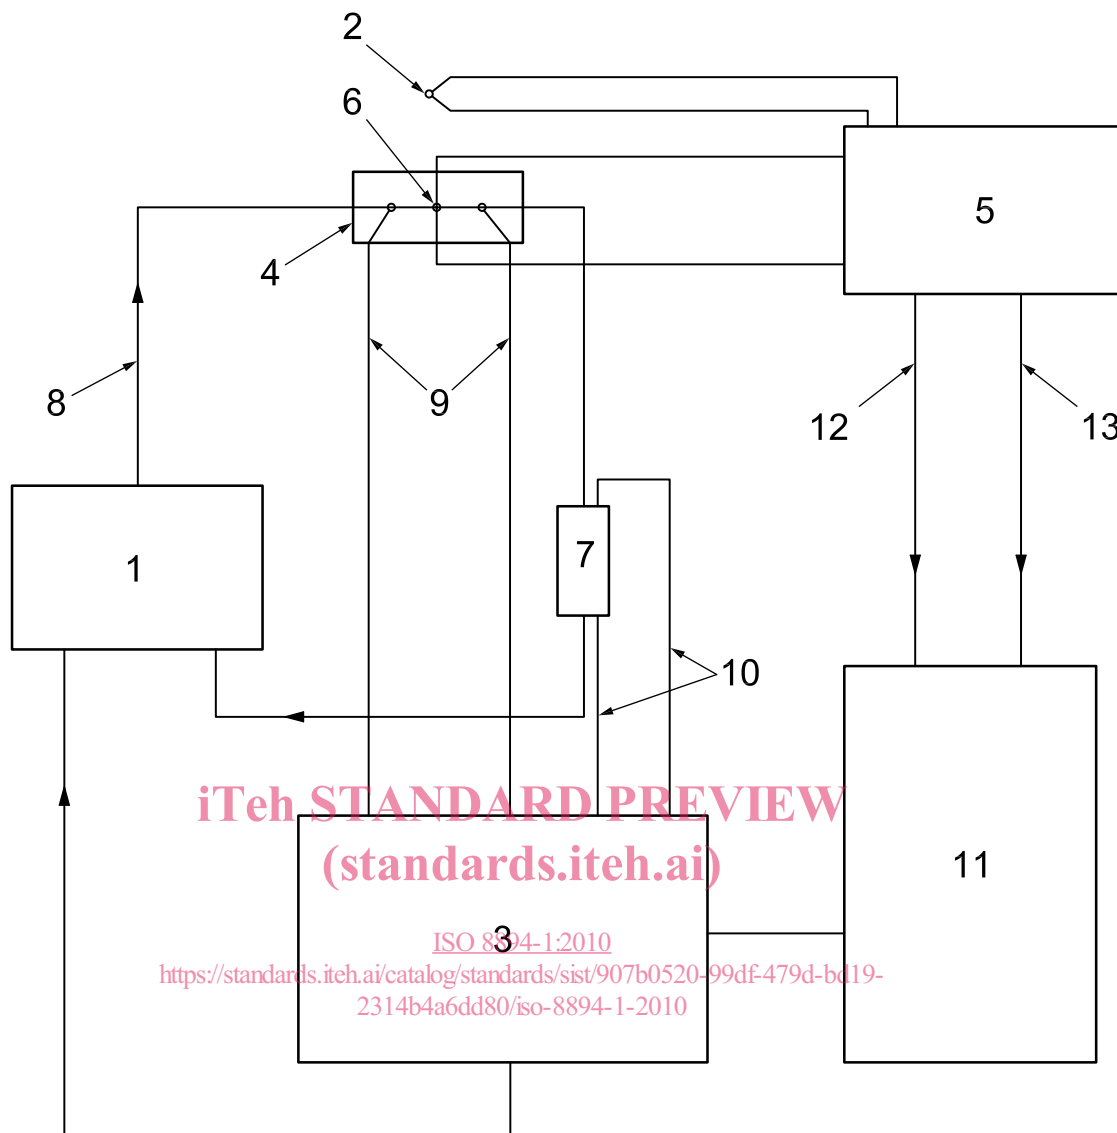 2
6
5
4
8
9
12
13
1
7
10
iTeh STANDARD PREVIEW
(standards.iteh.ai)
11
3
ISO 8894-1:2010
https://standards.iteh.ai/catalog/standards/sist/907b0520-99df-479d-bd19-
2314b4a6dd80/iso-8894-1-2010